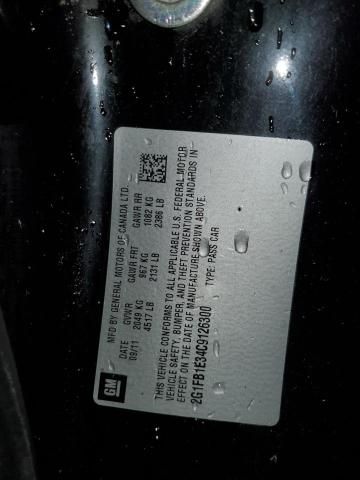 GM
MFD BY GENERAL MOTORS OF CANADA LTD.
DATE GVWR GAWR FRT GAWR RR
09/11 2049 KG 967 KG 1082 KG
4517 LB 2131 LB 2386 LB
THIS VEHICLE CONFORMS TO ALL APPLICABLE U.S. FEDERAL MOTOR
VEHICLE SAFETY, BUMPER, AND THEFT PREVENTION STANDARDS IN
EFFECT ON THE DATE OF MANUFACTURE SHOWN ABOVE.
2G1FB1E34C9126300 TYPE: PASS CAR